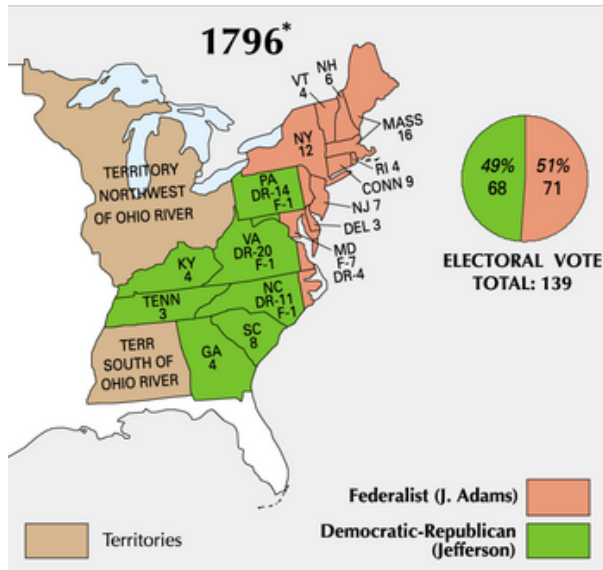 1796*
NH
6
VT
4
MASS
16
NY
12
RI 4
CONN 9
NJ 7
DEL 3
MD
F-7
DR-4
PA
DR-14
F-1
VA
DR-20
F-1
KY
4
NC
DR-11
F-1
TENN
3
SC
8
GA
4
TERRITORY
NORTHWEST
OF OHIO RIVER
TERR
SOUTH OF
OHIO RIVER
49%
68
51%
71
ELECTORAL VOTE
TOTAL: 139
Federalist (J. Adams)
Democratic-Republican
(Jefferson)
Territories